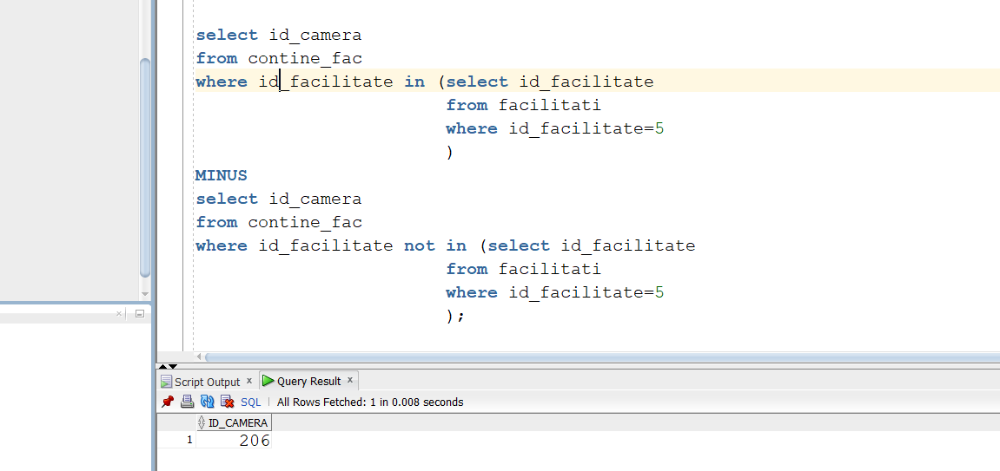 select id_camera
from contine_fac
where id_facilitate in (select id_facilitate
from facilitati
where id_facilitate=5
)
MINUS
select id_camera
from contine_fac
where id_facilitate not in (select id_facilitate
from facilitati
where id_facilitate=5
);
Script Output x Query Result x
SQL | All Rows Fetched: 1 in 0.008 seconds
ID_CAMERA
1 206